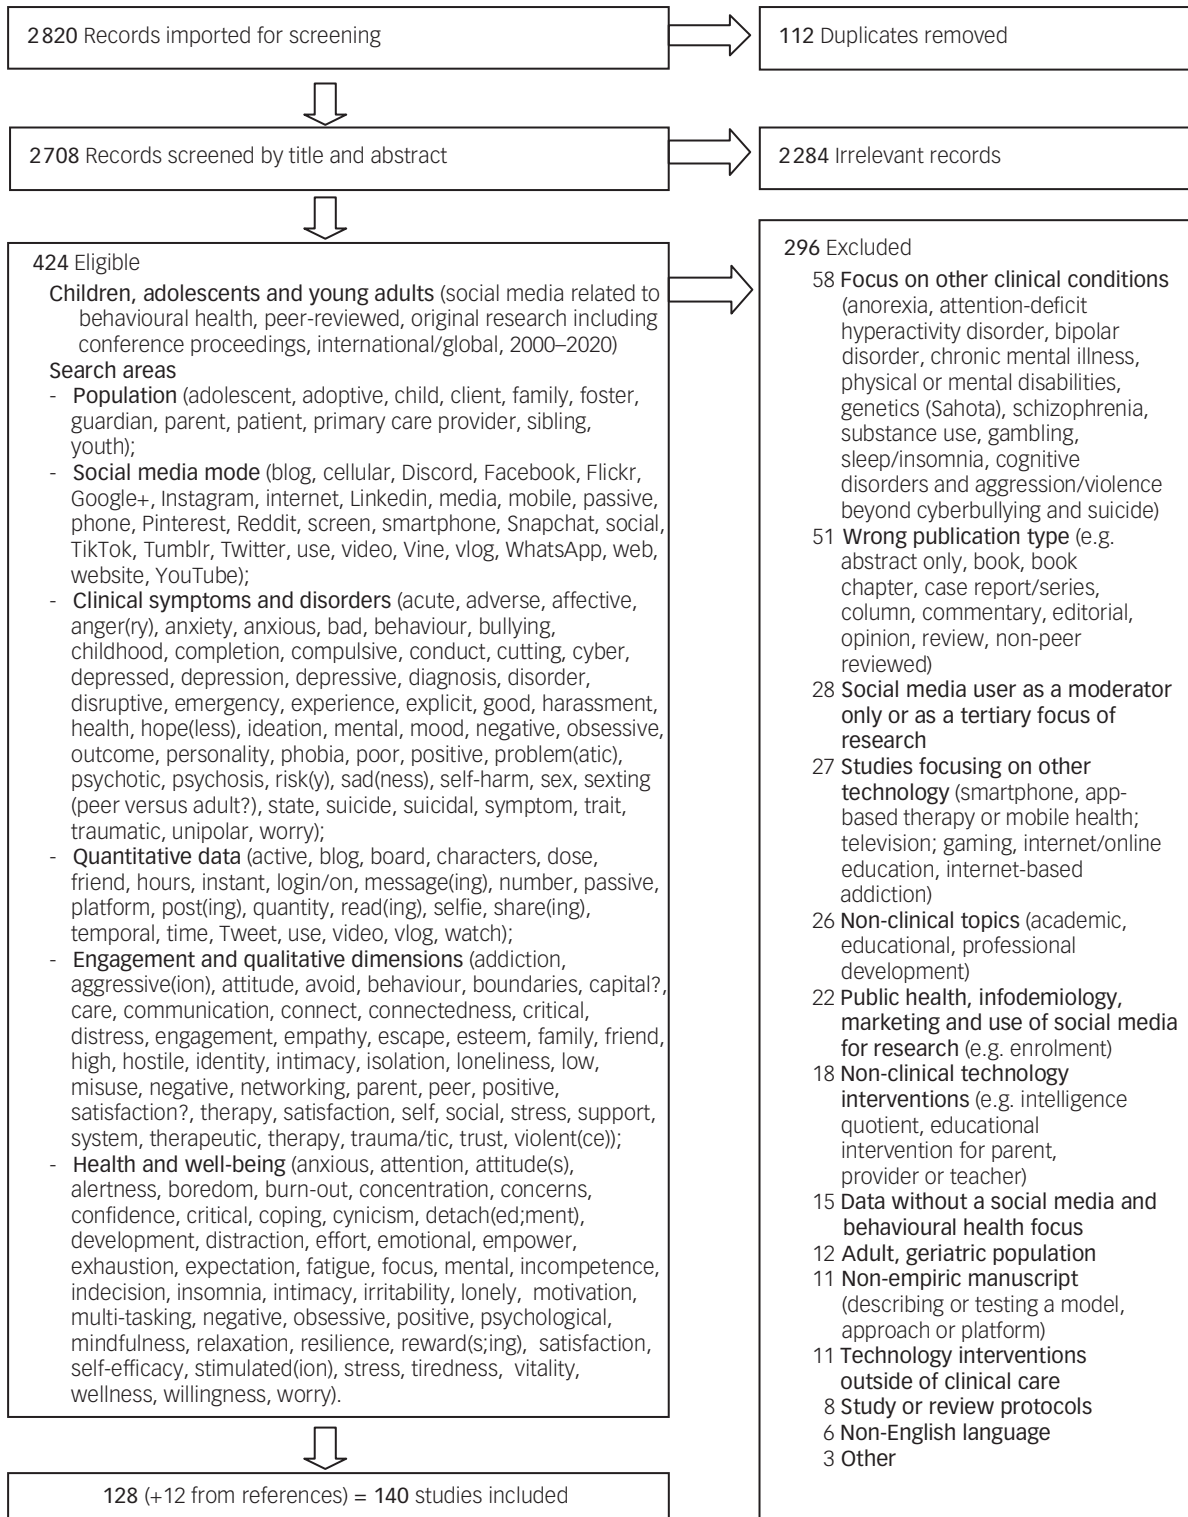 2820 Records imported for screening
112 Duplicates removed
2708 Records screened by title and abstract
2284 Irrelevant records
424 Eligible
Children, adolescents and young adults (social media related to
behavioural health, peer-reviewed, original research including
conference proceedings, international/global, 2000–2020)
Search areas
- Population (adolescent, adoptive, child, client, family, foster,
guardian, parent, patient, primary care provider, sibling,
youth);
- Social media mode (blog, cellular, Discord, Facebook, Flickr,
Google+, Instagram, internet, Linkedin, media, mobile, passive,
phone, Pinterest, Reddit, screen, smartphone, Snapchat, social,
TikTok, Tumblr, Twitter, use, video, Vine, vlog, WhatsApp, web,
website, YouTube);
- Clinical symptoms and disorders (acute, adverse, affective,
anger(ry), anxiety, anxious, bad, behaviour, bullying,
childhood, completion, compulsive, conduct, cutting, cyber,
depressed, depression, depressive, diagnosis, disorder,
disruptive, emergency, experience, explicit, good, harassment,
health, hope(less), ideation, mental, mood, negative, obsessive,
outcome, personality, phobia, poor, positive, problem(atic),
psychotic, psychosis, risk(y), sad(ness), self-harm, sex, sexting
(peer versus adult?), state, suicide, suicidal, symptom, trait,
traumatic, unipolar, worry);
- Quantitative data (active, blog, board, characters, dose,
friend, hours, instant, login/on, message(ing), number, passive,
platform, post(ing), quantity, read(ing), selfie, share(ing),
temporal, time, Tweet, use, video, vlog, watch);
- Engagement and qualitative dimensions (addiction,
aggressive(ion), attitude, avoid, behaviour, boundaries, capital?,
care, communication, connect, connectedness, critical,
distress, engagement, empathy, escape, esteem, family, friend,
high, hostile, identity, intimacy, isolation, loneliness, low,
misuse, negative, networking, parent, peer, positive,
satisfaction?, therapy, satisfaction, self, social, stress, support,
system, therapeutic, therapy, trauma/tic, trust, violent(ce));
- Health and well-being (anxious, attention, attitude(s),
alertness, boredom, burn-out, concentration, concerns,
confidence, critical, coping, cynicism, detach(ed;ment),
development, distraction, effort, emotional, empower,
exhaustion, expectation, fatigue, focus, mental, incompetence,
indecision, insomnia, intimacy, irritability, lonely, motivation,
multi-tasking, negative, obsessive, positive, psychological,
mindfulness, relaxation, resilience, reward(s;ing), satisfaction,
self-efficacy, stimulated(ion), stress, tiredness, vitality,
wellness, willingness, worry).
296 Excluded
58 Focus on other clinical conditions
(anorexia, attention-deficit
hyperactivity disorder, bipolar
disorder, chronic mental illness,
physical or mental disabilities,
genetics (Sahota), schizophrenia,
substance use, gambling,
sleep/insomnia, cognitive
disorders and aggression/violence
beyond cyberbullying and suicide)
51 Wrong publication type (e.g.
abstract only, book, book
chapter, case report/series,
column, commentary, editorial,
opinion, review, non-peer
reviewed)
28 Social media user as a moderator
only or as a tertiary focus of
research
27 Studies focusing on other
technology (smartphone, app-
based therapy or mobile health;
television; gaming, internet/online
education, internet-based
addiction)
26 Non-clinical topics (academic,
educational, professional
development)
22 Public health, infodemiology,
marketing and use of social media
for research (e.g. enrolment)
18 Non-clinical technology
interventions (e.g. intelligence
quotient, educational
intervention for parent,
provider or teacher)
15 Data without a social media and
behavioural health focus
12 Adult, geriatric population
11 Non-empiric manuscript
(describing or testing a model,
approach or platform)
11 Technology interventions
outside of clinical care
8 Study or review protocols
6 Non-English language
3 Other
128 (+12 from references) = 140 studies included